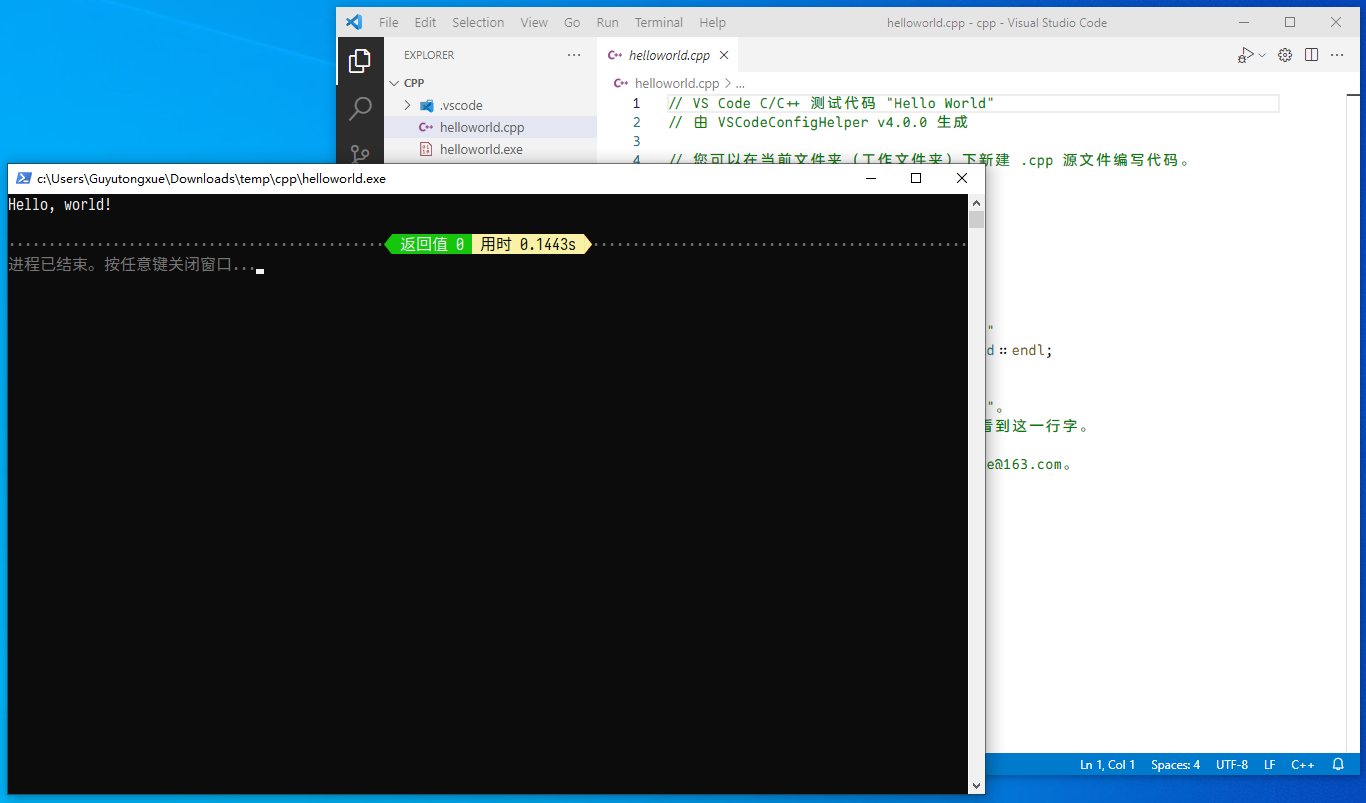 File Edit Selection View Go Run Terminal Help
helloworld.cpp - cpp - Visual Studio Code
EXPLORER
CPP
.vscode
helloworld.cpp
helloworld.exe
helloworld.cpp
helloworld.cpp > ...
1 // VS Code C/C++ 测试代码 "Hello World"
2 // 由 VSCodeConfigHelper v4.0.0 生成
3
4 // 您可以在当前文件夹（工作文件夹）下新建 .cpp 源文件编写代码。
"
d::endl;
"。
看到这一行字。
e@163.com。
c:\Users\Guyutongxue\Downloads\temp\cpp\helloworld.exe
Hello, world!
返回值 0 用时 0.1443s
进程已结束。按任意键关闭窗口...
Ln 1, Col 1 Spaces: 4 UTF-8 LF C++